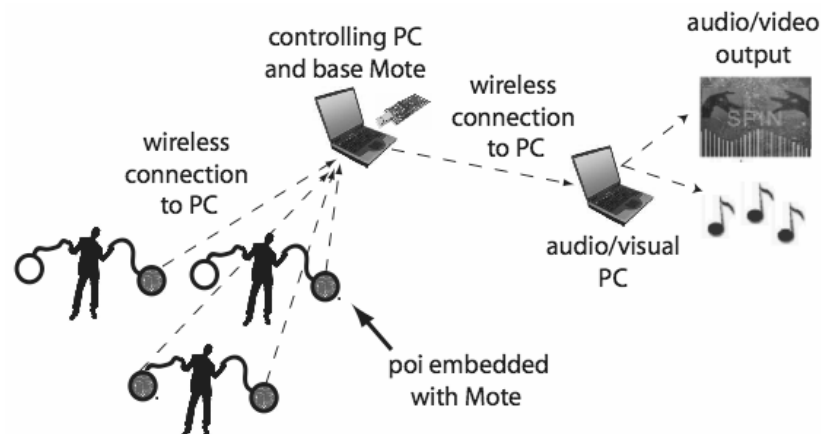 controlling PC
and base Mote
audio/video
output
wireless
connection
to PC
SPIN
wireless
connection
to PC
audio/visual
PC
poi embedded
with Mote